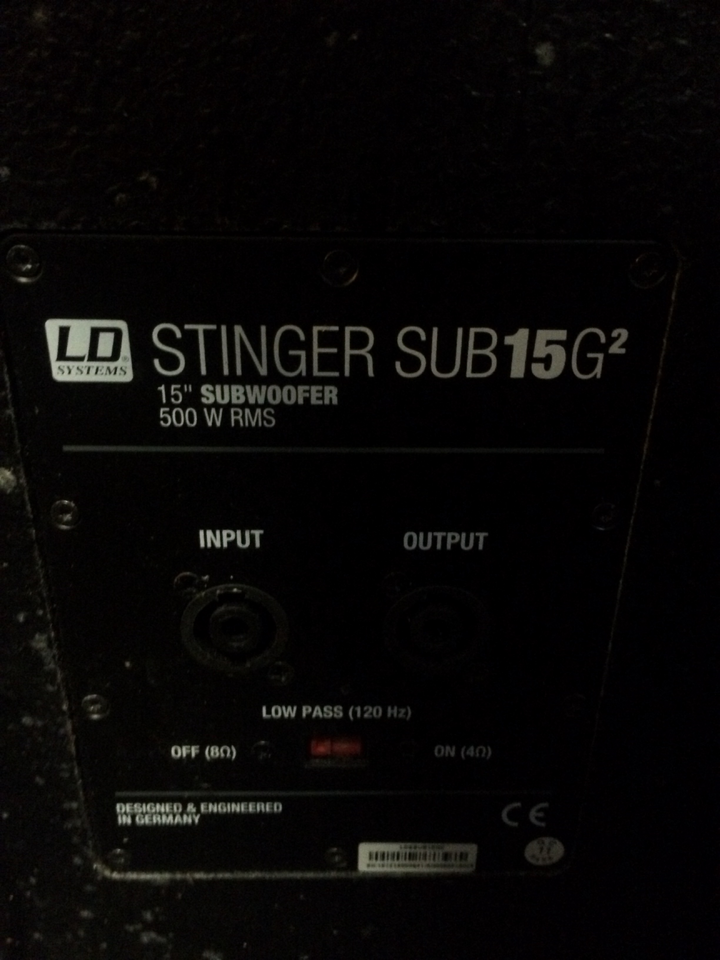 LD®
SYSTEMS
STINGER SUB15G²
15" SUBWOOFER
500 W RMS
INPUT
OUTPUT
LOW PASS (120 Hz)
OFF (8Ω)
ON (4Ω)
DESIGNED & ENGINEERED
IN GERMANY
CE